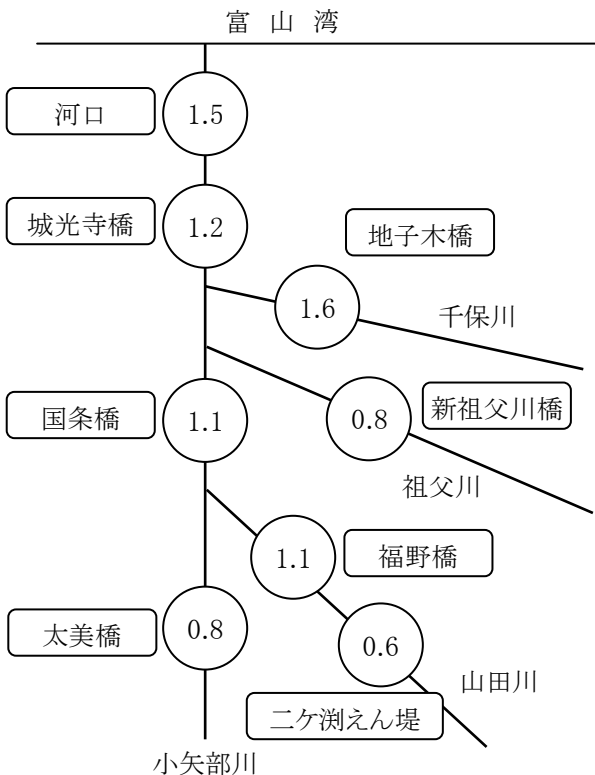 富山湾
河口
1.5
城光寺橋
1.2
地子木橋
1.6
千保川
国条橋
1.1
0.8
新祖父川橋
祖父川
1.1
福野橋
太美橋
0.8
0.6
山田川
二ケ渕えん堤
小矢部川